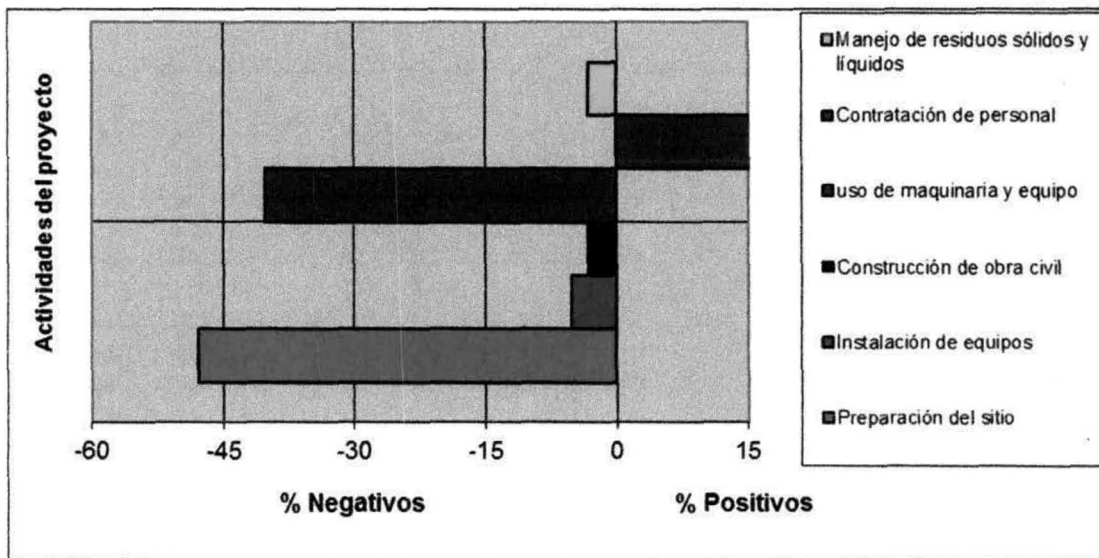 Actividades del proyecto
-60 -45 -30 -15 0 15
% Negativos % Positivos
Manejo de residuos sólidos y
líquidos
Contratación de personal
uso de maquinaria y equipo
Construcción de obra civil
Instalación de equipos
Preparación del sitio